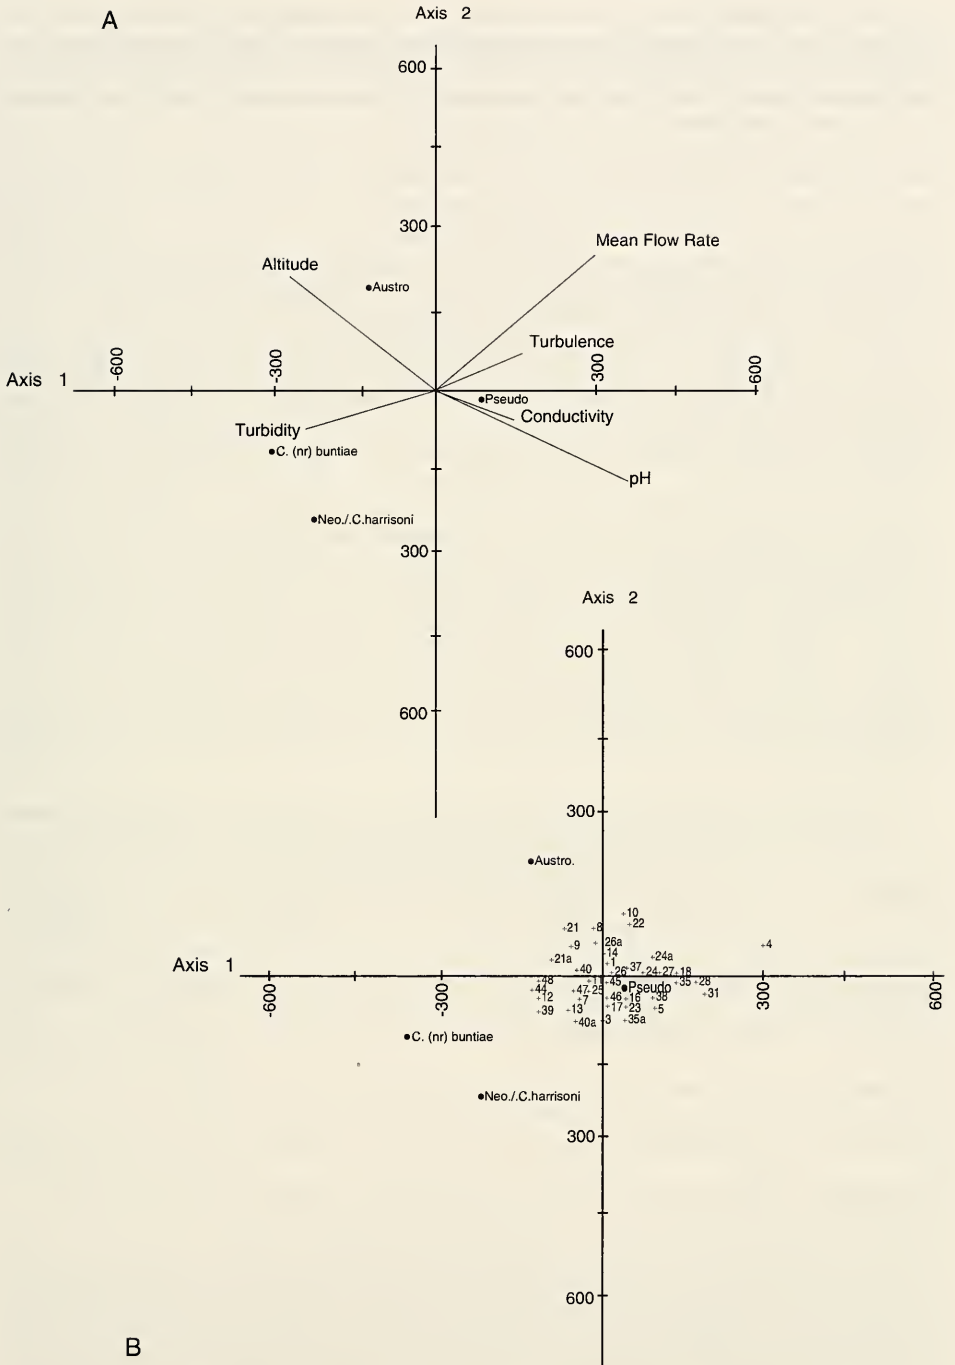 A
Axis 2
600
300
Mean Flow Rate
Altitude
Austro
Turbulence
-600
-300
300
600
Axis 1
Pseudo
Conductivity
Turbidity
C. (nr) buntiae
pH
Neo./.C.harrisoni
300
600
Axis 2
600
300
Austro.
+10
+21 +8 +22
+9 +26a +4
+14
+21a +24a
+1
+40 +26 +37 +24 +27 +18
Axis 1
+48 +11 +45 +35 +28
+44 +47 +25 Pseudo +31
+12 +7 +46 +16 +38
+39 +13 +17 +23 +5
+40a +3 +35a
-600
-300
300
600
C. (nr) buntiae
Neo./.C.harrisoni
300
600
B